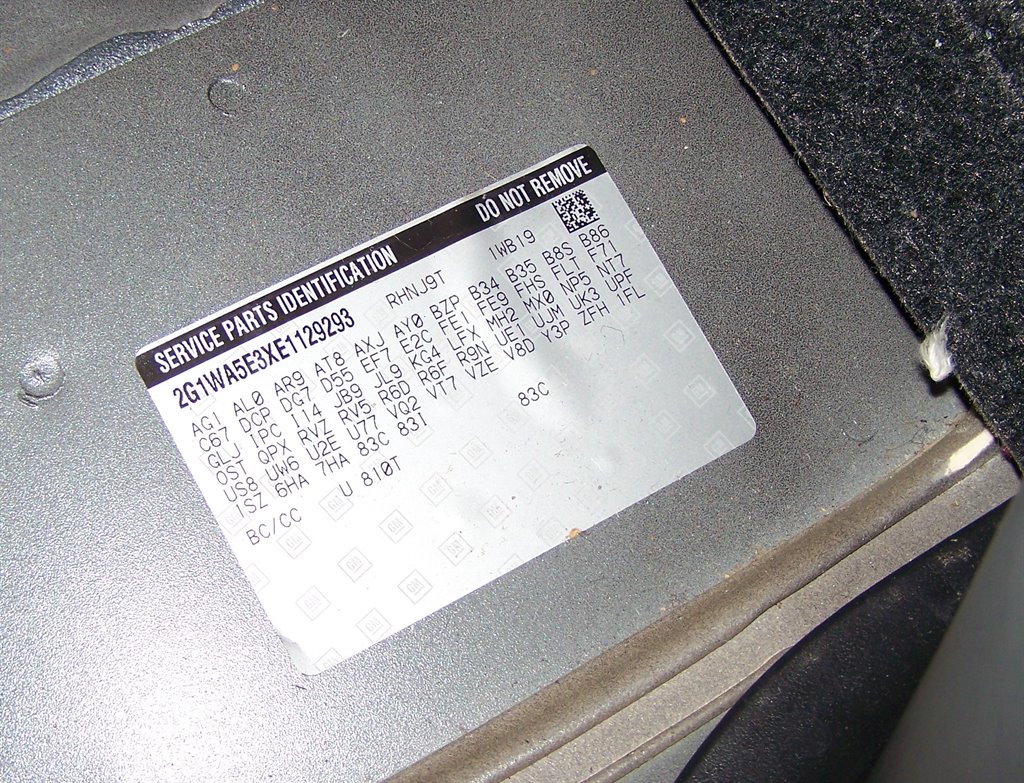 SERVICE PARTS IDENTIFICATION DO NOT REMOVE
2G1WA5E3XE1129293 RHNJ9T 1WB19
AG1 AL0 AR9 AT8 AXJ AY0 BZP B34 B35 B8S B86
C67 DCP DG7 D55 EF7 E2C FE1 FE9 FHS FLT F71
GLJ IPC I14 JB9 JL9 KG4 LFX MH2 MX0 NP5 NT7
OST QPX RVZ RV5 R6D R6F R9N UE1 UJM UK3 UPF
US8 UW6 U2E U77 VQ2 VT7 VZE V8D Y3P ZFH 1FL
1SZ 6HA 7HA 83C 83T
U 810T 83C
BC/CC